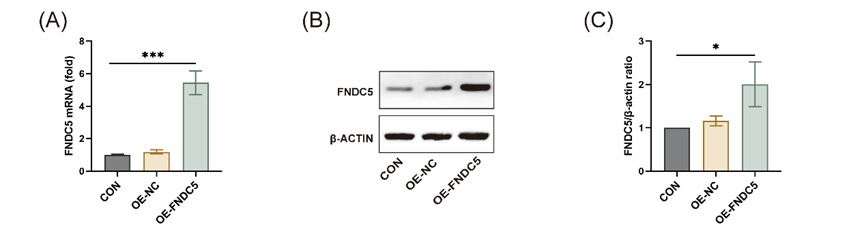 (A)
FNDC5 mRNA (fold)
8
6
4
2
0
***
CON
OE-NC
OE-FNDC5
(B)
FNDC5
β-ACTIN
CON
OE-NC
OE-FNDC5
(C)
FNDC5/β-actin ratio
3
2
1
0
*
CON
OE-NC
OE-FNDC5